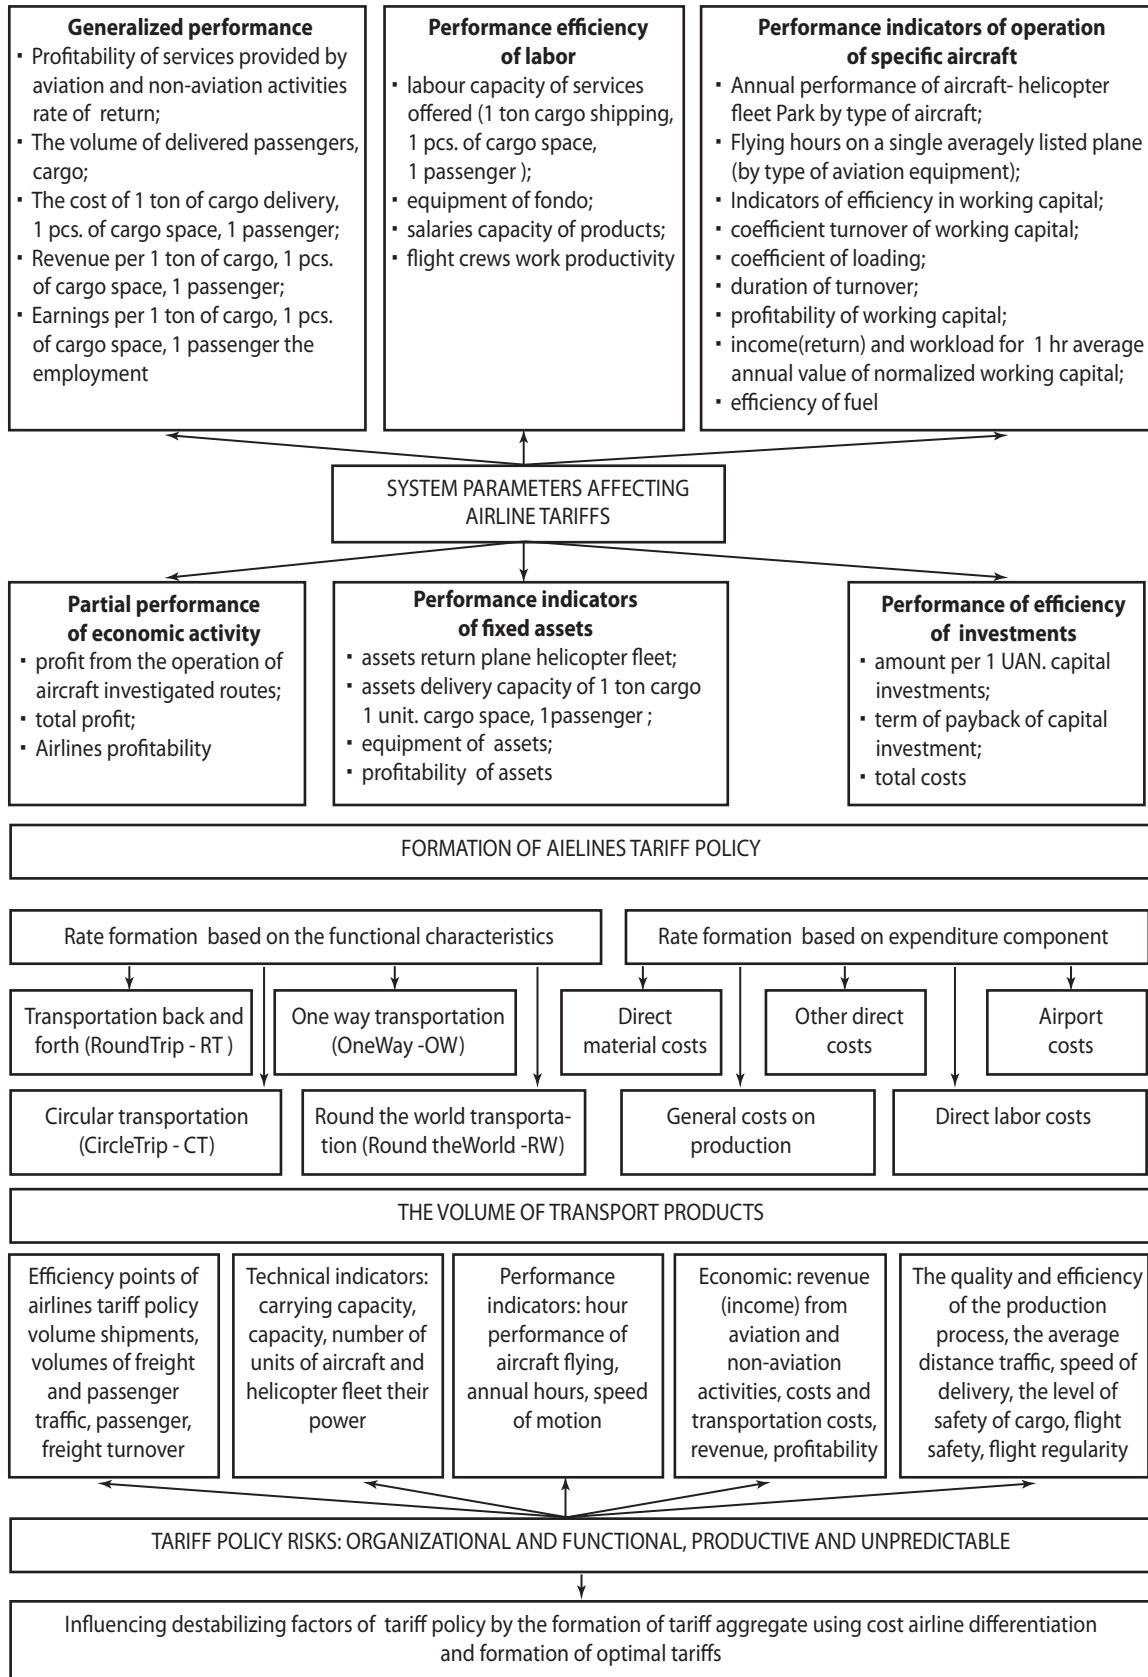 Generalized performance
▪ Profitability of services provided by
aviation and non-aviation activities
rate of return;
▪ The volume of delivered passengers,
cargo;
▪ The cost of 1 ton of cargo delivery,
1 pcs. of cargo space, 1 passenger;
▪ Revenue per 1 ton of cargo, 1 pcs.
of cargo space, 1 passenger;
▪ Earnings per 1 ton of cargo, 1 pcs.
of cargo space, 1 passenger the
employment
Performance efficiency
of labor
▪ labour capacity of services
offered (1 ton cargo shipping,
1 pcs. of cargo space,
1 passenger );
▪ equipment of fondo;
▪ salaries capacity of products;
▪ flight crews work productivity
Performance indicators of operation
of specific aircraft
▪ Annual performance of aircraft- helicopter
fleet Park by type of aircraft;
▪ Flying hours on a single averagely listed plane
(by type of aviation equipment);
▪ Indicators of efficiency in working capital;
▪ coefficient turnover of working capital;
▪ coefficient of loading;
▪ duration of turnover;
▪ profitability of working capital;
▪ income(return) and workload for 1 hr average
annual value of normalized working capital;
▪ efficiency of fuel
SYSTEM PARAMETERS AFFECTING
AIRLINE TARIFFS
Partial performance
of economic activity
▪ profit from the operation of
aircraft investigated routes;
▪ total profit;
▪ Airlines profitability
Performance indicators
of fixed assets
▪ assets return plane helicopter fleet;
▪ assets delivery capacity of 1 ton cargo
1 unit. cargo space, 1passenger ;
▪ equipment of assets;
▪ profitability of assets
Performance of efficiency
of investments
▪ amount per 1 UAN. capital
investments;
▪ term of payback of capital
investment;
▪ total costs
FORMATION OF AIELINES TARIFF POLICY
Rate formation based on the functional characteristics
Rate formation based on expenditure component
Transportation back and
forth (RoundTrip - RT )
One way transportation
(OneWay -OW)
Direct
material costs
Other direct
costs
Airport
costs
Circular transportation
(CircleTrip - CT)
Round the world transporta-
tion (Round theWorld -RW)
General costs on
production
Direct labor costs
THE VOLUME OF TRANSPORT PRODUCTS
Efficiency points of
airlines tariff policy
volume shipments,
volumes of freight
and passenger
traffic, passenger,
freight turnover
Technical indicators:
carrying capacity,
capacity, number of
units of aircraft and
helicopter fleet their
power
Performance
indicators: hour
performance of
aircraft flying,
annual hours, speed
of motion
Economic: revenue
(income) from
aviation and
non-aviation
activities, costs and
transportation costs,
revenue, profitability
The quality and efficiency
of the production
process, the average
distance traffic, speed of
delivery, the level of
safety of cargo, flight
safety, flight regularity
TARIFF POLICY RISKS: ORGANIZATIONAL AND FUNCTIONAL, PRODUCTIVE AND UNPREDICTABLE
Influencing destabilizing factors of tariff policy by the formation of tariff aggregate using cost airline differentiation
and formation of optimal tariffs